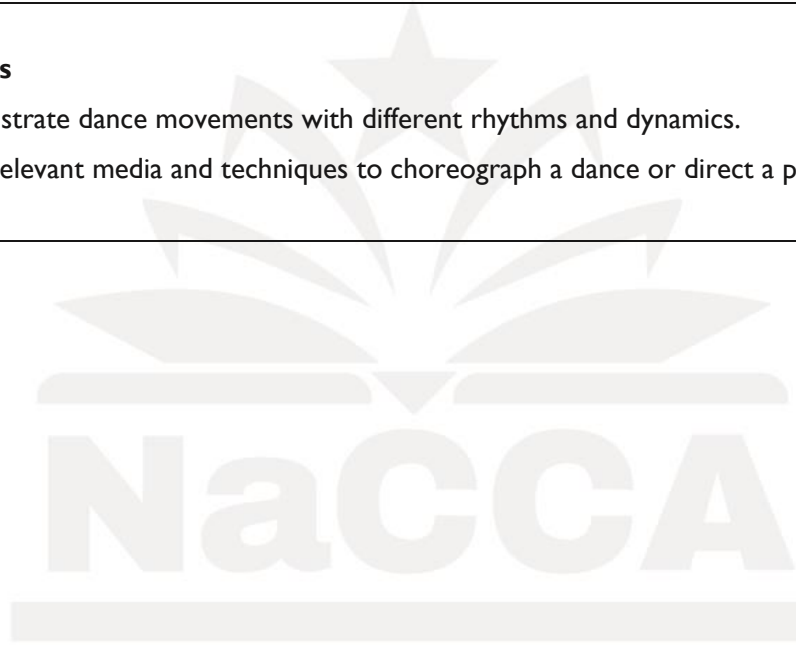 s
strate dance movements with different rhythms and dynamics.
elevant media and techniques to choreograph a dance or direct a p
NaCCA